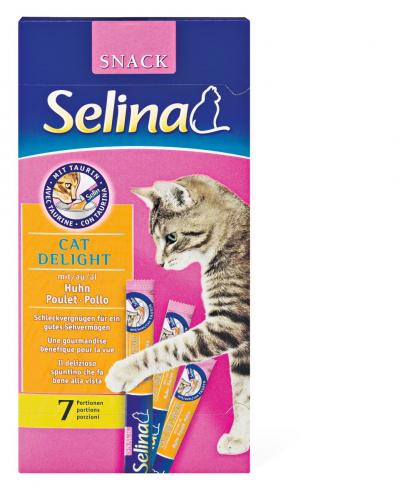 SNACK
Selina
MIT TAURIN · AVEC TAURINE · CON TAURINA
CAT
DELIGHT
mit/au/al
Huhn
Poulet · Pollo
Schleckvergnügen für ein
gutes Sehvermögen
Une gourmandise
bénéfique pour la vue
Il delizioso
spuntino che fa
bene alla vista
7 Portionen
portions
porzioni
Selina